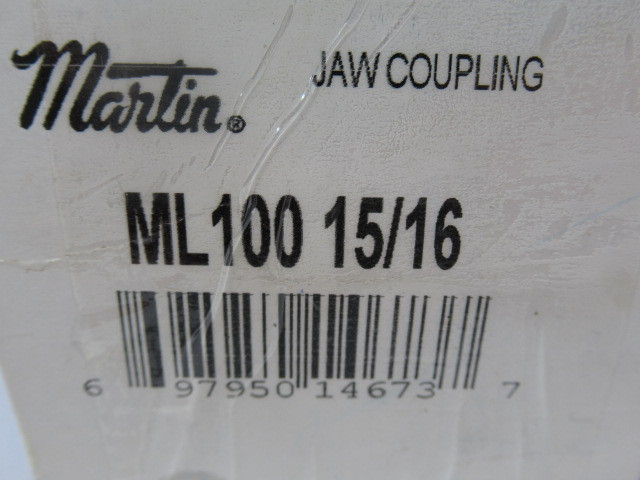 Martin®
JAW COUPLING
ML100 15/16
6 97950 14673 7